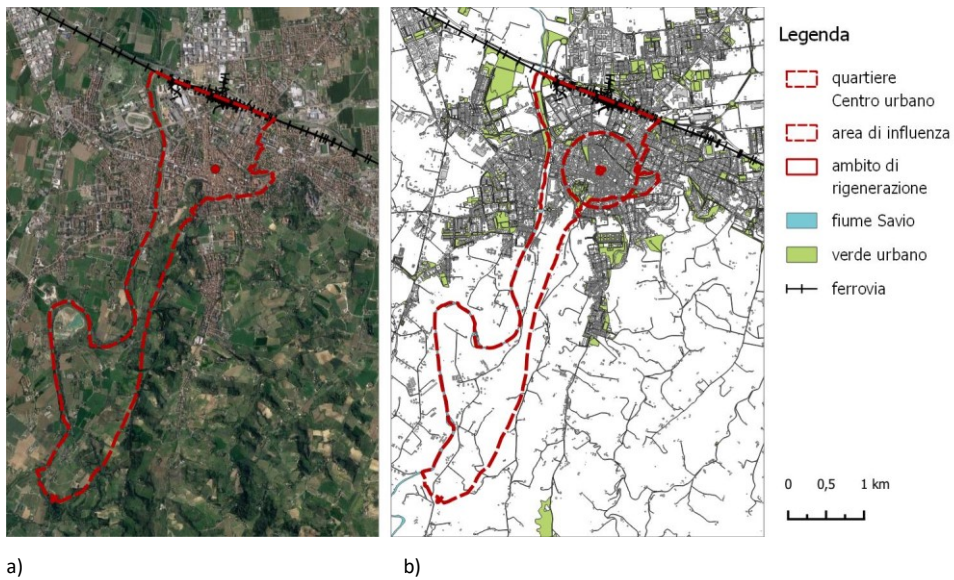 Legenda
quartiere
Centro urbano
area di influenza
ambito di
rigenerazione
fiume Savio
verde urbano
ferrovia
0 0,5 1 km
a) b)